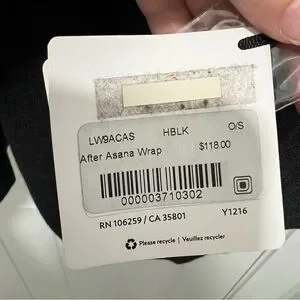 LW9ACAS HBLK O/S
After Asana Wrap $118.00
000003710302
RN 106259 / CA 35801 Y1216
Please recycle | Veuillez recycler